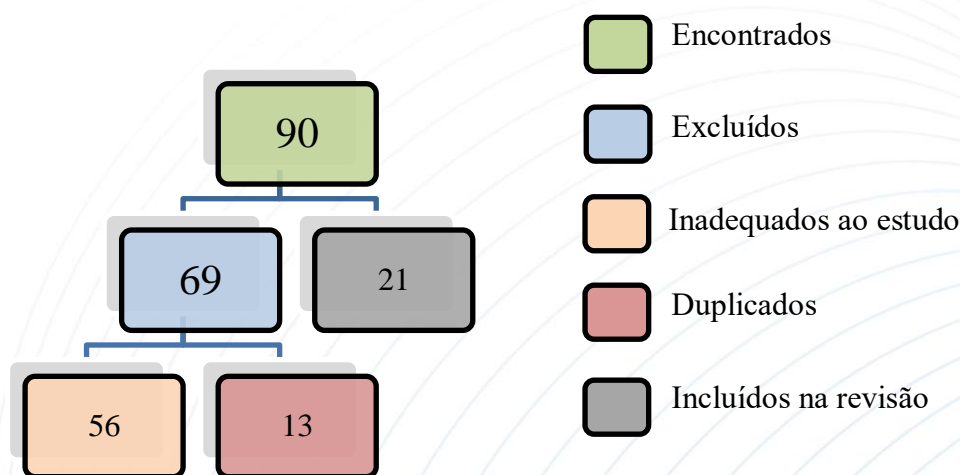 90
69
21
56
13
Encontrados
Excluídos
Inadequados ao estudo
Duplicados
Incluídos na revisão